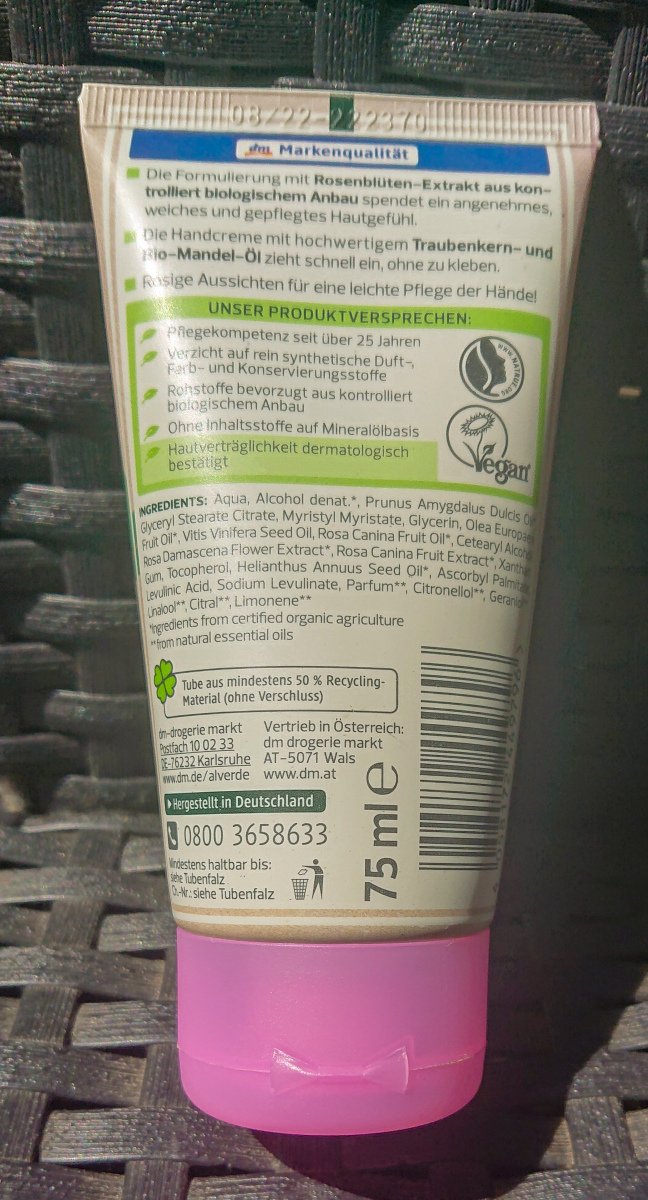 08/22 222370
dm Markenqualität
Die Formulierung mit Rosenblüten-Extrakt aus kon-
trolliert biologischem Anbau spendet ein angenehmes,
weiches und gepflegtes Hautgefühl.
Die Handcreme mit hochwertigem Traubenkern- und
Bio-Mandel-Öl zieht schnell ein, ohne zu kleben.
Rosige Aussichten für eine leichte Pflege der Hände!
UNSER PRODUKTVERSPRECHEN:
Pflegekompetenz seit über 25 Jahren
Verzicht auf rein synthetische Duft-,
Farb- und Konservierungsstoffe
Rohstoffe bevorzugt aus kontrolliert
biologischem Anbau
Ohne Inhaltsstoffe auf Mineralölbasis
Hautverträglichkeit dermatologisch
bestätigt
WWW.NATRUE.ORG
Vegan
INGREDIENTS: Aqua, Alcohol denat.*, Prunus Amygdalus Dulcis
Glyceryl Stearate Citrate, Myristyl Myristate, Glycerin, Olea
Fruit Oil*, Vitis Vinifera Seed Oil, Rosa Canina Fruit Oil*, Cetearyl
Rosa Damascena Flower Extract*, Rosa Canina Fruit Extract*,
Gum, Tocopherol, Helianthus Annuus Seed Oil*, Ascorbyl
Levulinic Acid, Sodium Levulinate, Parfum**, Citronellol**,
Linalool**, Citral**, Limonene**
*Ingredients from certified organic agriculture
**from natural essential oils
Tube aus mindestens 50 % Recycling-
Material (ohne Verschluss)
dm-drogerie markt
Postfach 10 02 33
DE-76232 Karlsruhe
www.dm.de/alverde
Vertrieb in Österreich:
dm drogerie markt
AT-5071 Wals
www.dm.at
Hergestellt in Deutschland
0800 3658633
Mindestens haltbar bis:
siehe Tubenfalz
Ch.-Nr.: siehe Tubenfalz
75 ml e